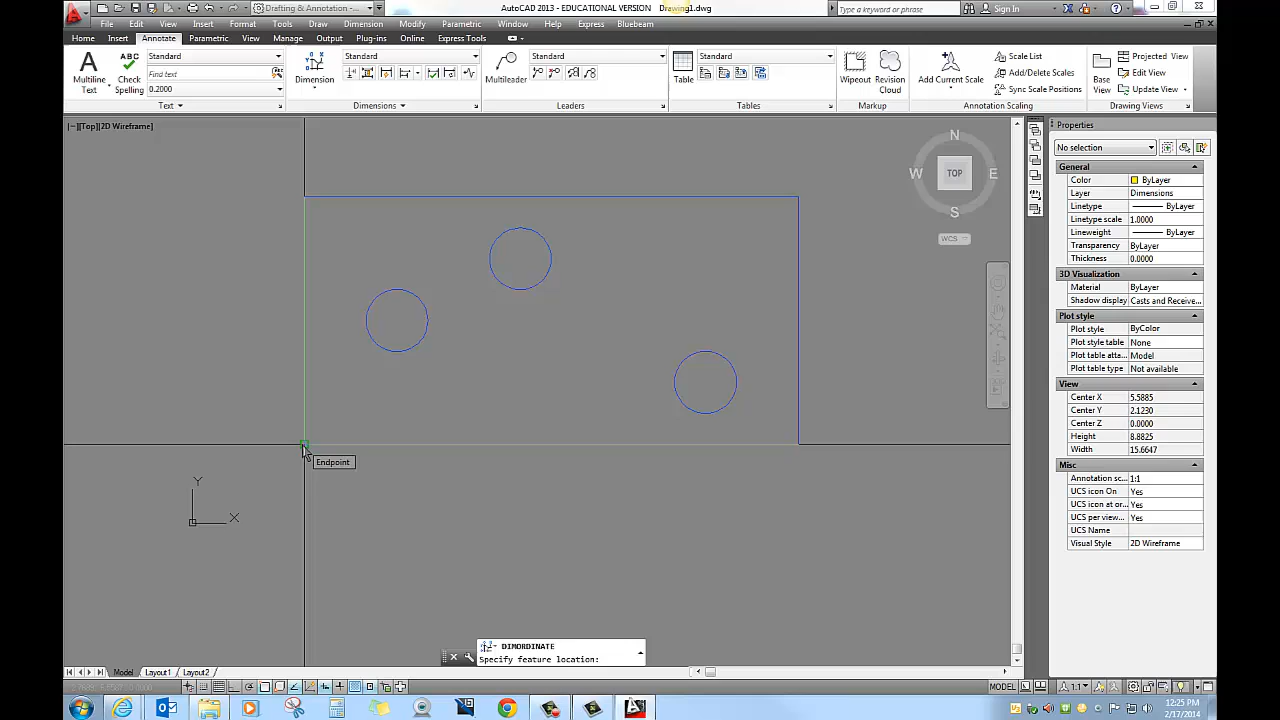 Drafting & Annotation -
AutoCAD 2013 - EDUCATIONAL VERSION Drawing1.dwg
Type a keyword or phrase
Sign In
File Edit View Insert Format Tools Draw Dimension Modify Parametric Window Help Express Bluebeam
Home Insert Annotate Parametric View Manage Output Plug-ins Online Express Tools
Multiline Text
ABC
Check Spelling
Standard
Find text
0.2000
Text
Dimension
Standard
Dimensions
Multileader
Standard
Leaders
Table
Standard
Tables
Wipeout
Revision Cloud
Markup
Add Current Scale
Scale List
Add/Delete Scales
Sync Scale Positions
Annotation Scaling
Base View
Projected View
Edit View
Update View
Drawing Views
[-][Top][2D Wireframe]
N
W TOP E
S
WCS
Endpoint
Y
X
DIMORDINATE
Specify feature location:
Properties
No selection
General
Color ByLayer
Layer Dimensions
Linetype ByLayer
Linetype scale 1.0000
Lineweight ByLayer
Transparency ByLayer
Thickness 0.0000
3D Visualization
Material ByLayer
Shadow display Casts and Receive...
Plot style
Plot style ByColor
Plot style table None
Plot table atta... Model
Plot table type Not available
View
Center X 5.5885
Center Y 2.1230
Center Z 0.0000
Height 8.8825
Width 15.6647
Misc
Annotation sc... 1:1
UCS icon On Yes
UCS icon at or... Yes
UCS per view... Yes
UCS Name
Visual Style 2D Wireframe
Model Layout1 Layout2
MODEL
1:1
12:25 PM
2/17/2014